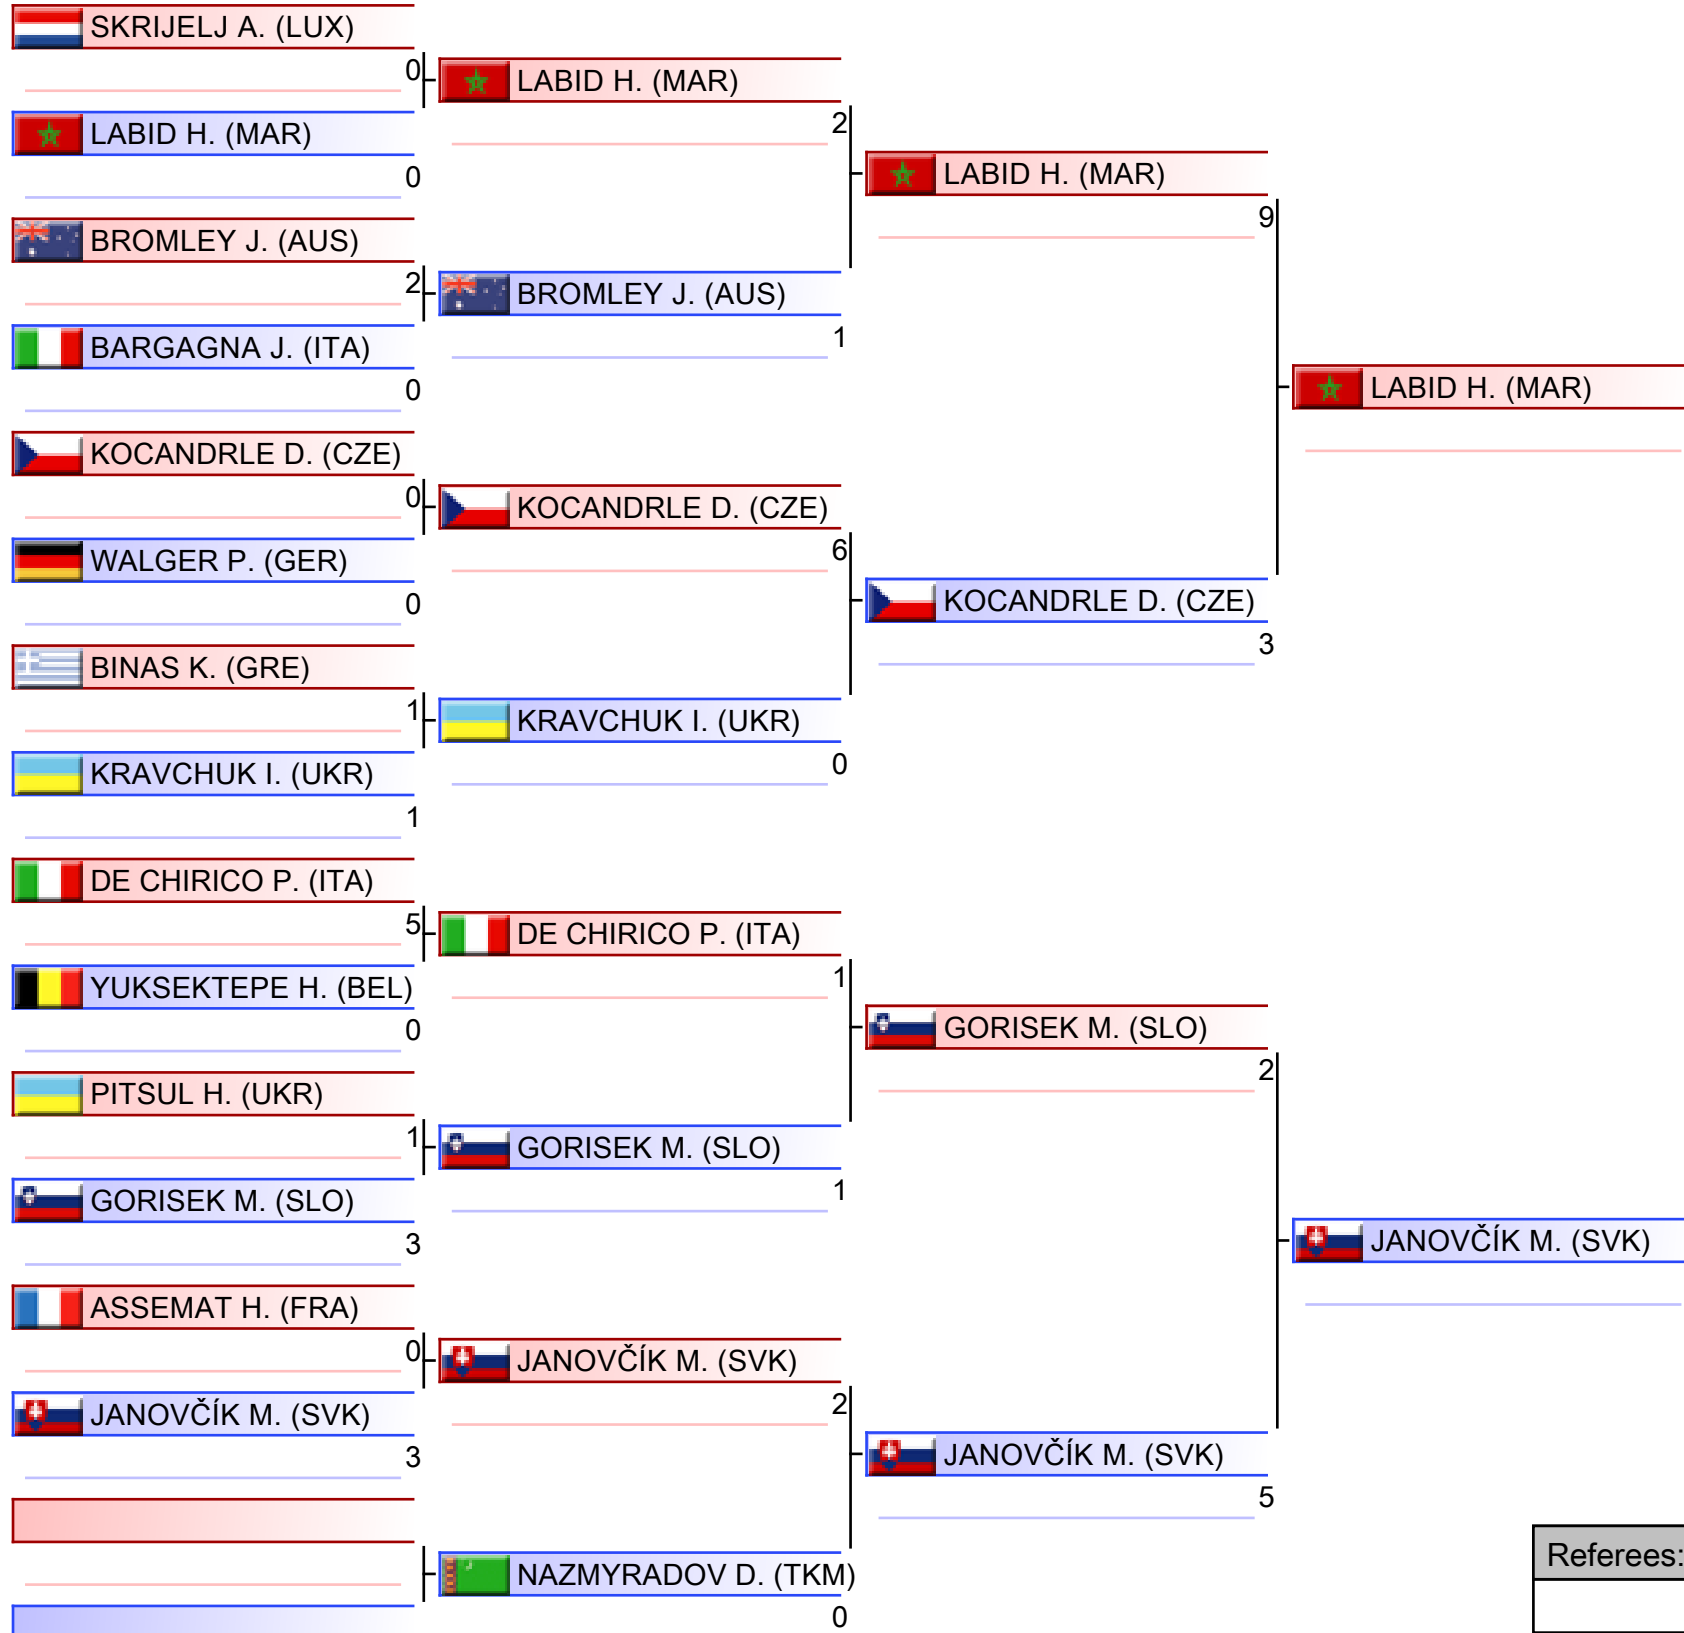 SKRIJELJ A. (LUX)
0
LABID H. (MAR)
0
BROMLEY J. (AUS)
2
BARGAGNA J. (ITA)
0
KOCANDRLE D. (CZE)
0
WALGER P. (GER)
0
BINAS K. (GRE)
1
KRAVCHUK I. (UKR)
1
DE CHIRICO P. (ITA)
5
YUKSEKTEPE H. (BEL)
0
PITSUL H. (UKR)
1
GORISEK M. (SLO)
3
ASSEMAT H. (FRA)
0
JANOVČÍK M. (SVK)
3
LABID H. (MAR)
2
BROMLEY J. (AUS)
1
KOCANDRLE D. (CZE)
6
KRAVCHUK I. (UKR)
0
DE CHIRICO P. (ITA)
1
GORISEK M. (SLO)
1
JANOVČÍK M. (SVK)
2
NAZMYRADOV D. (TKM)
0
LABID H. (MAR)
9
KOCANDRLE D. (CZE)
3
GORISEK M. (SLO)
2
JANOVČÍK M. (SVK)
5
LABID H. (MAR)
JANOVČÍK M. (SVK)
Referees: